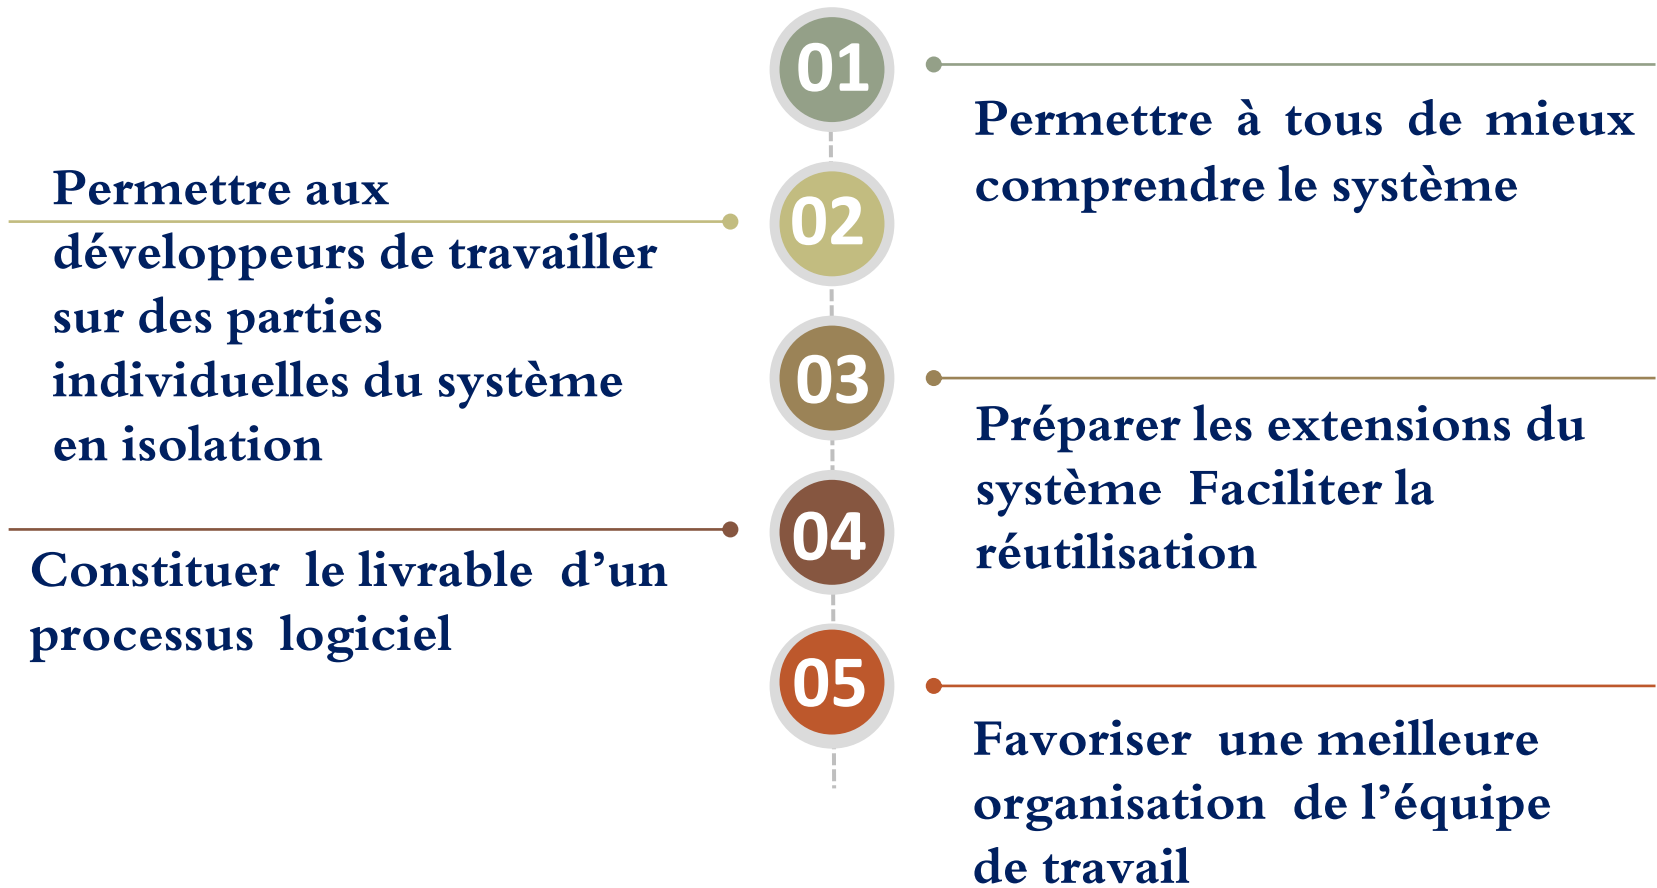 01
Permettre à tous de mieux
comprendre le système
02
Permettre aux
développeurs de travailler
sur des parties
individuelles du système
en isolation
03
Préparer les extensions du
système Faciliter la
réutilisation
04
Constituer le livrable d’un
processus logiciel
05
Favoriser une meilleure
organisation de l’équipe
de travail